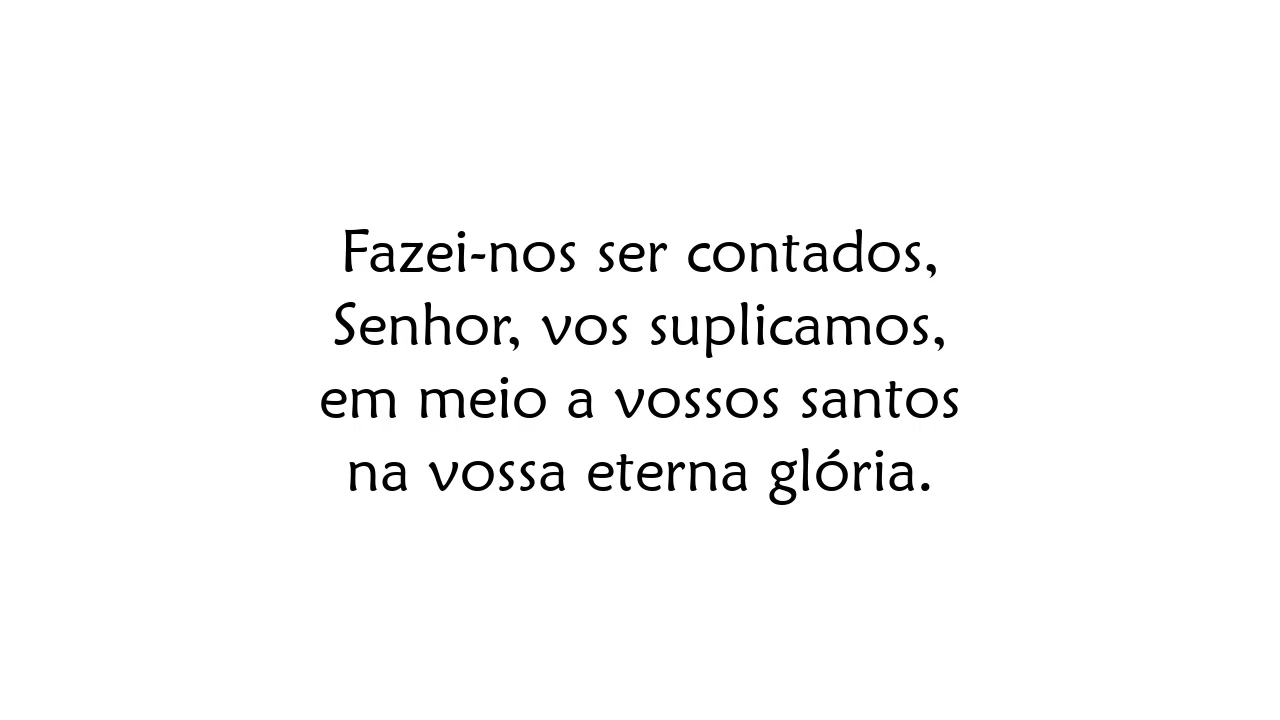 Fazei-nos ser contados,
Senhor, vos suplicamos,
em meio a vossos santos
na vossa eterna glória.